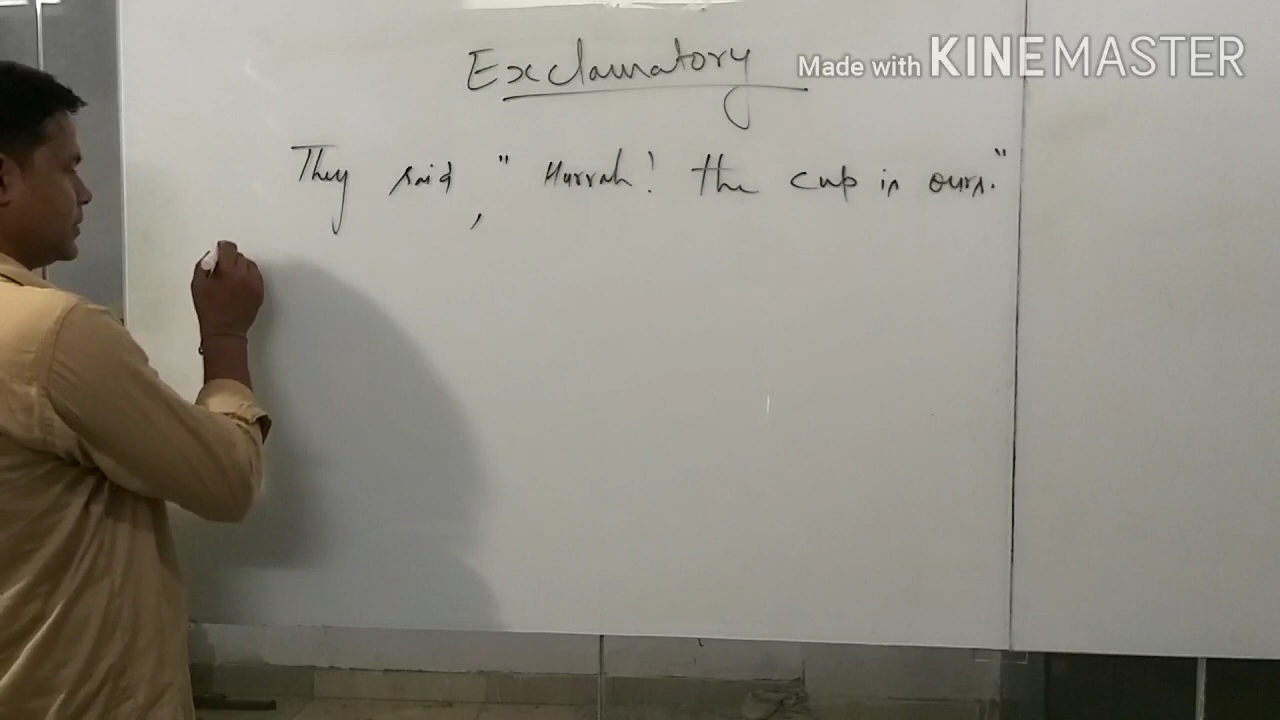 Exclamatory
Made with KINEMASTER
They said, "Hurrah! the cup is ours."